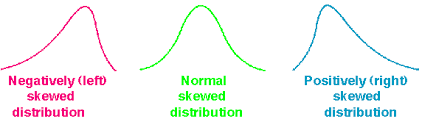 Negatively (left)
skewed
distribution
Normal
skewed
distribution
Positively (right)
skewed
distribution